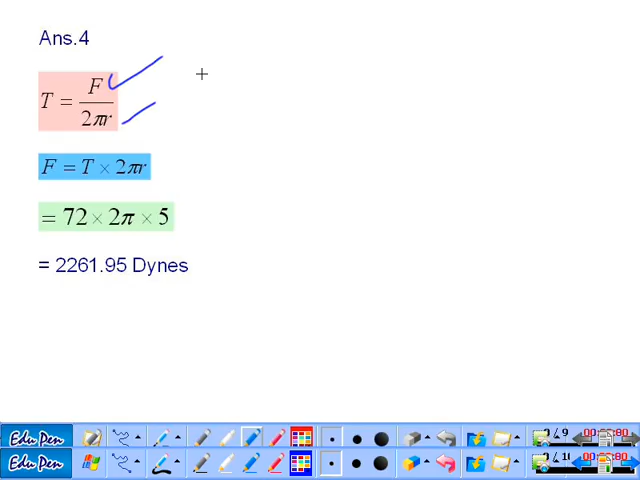 Ans.4
T = F / 2πr
F = T × 2πr
= 72 × 2π × 5
= 2261.95 Dynes
Edu Pen
Edu Pen